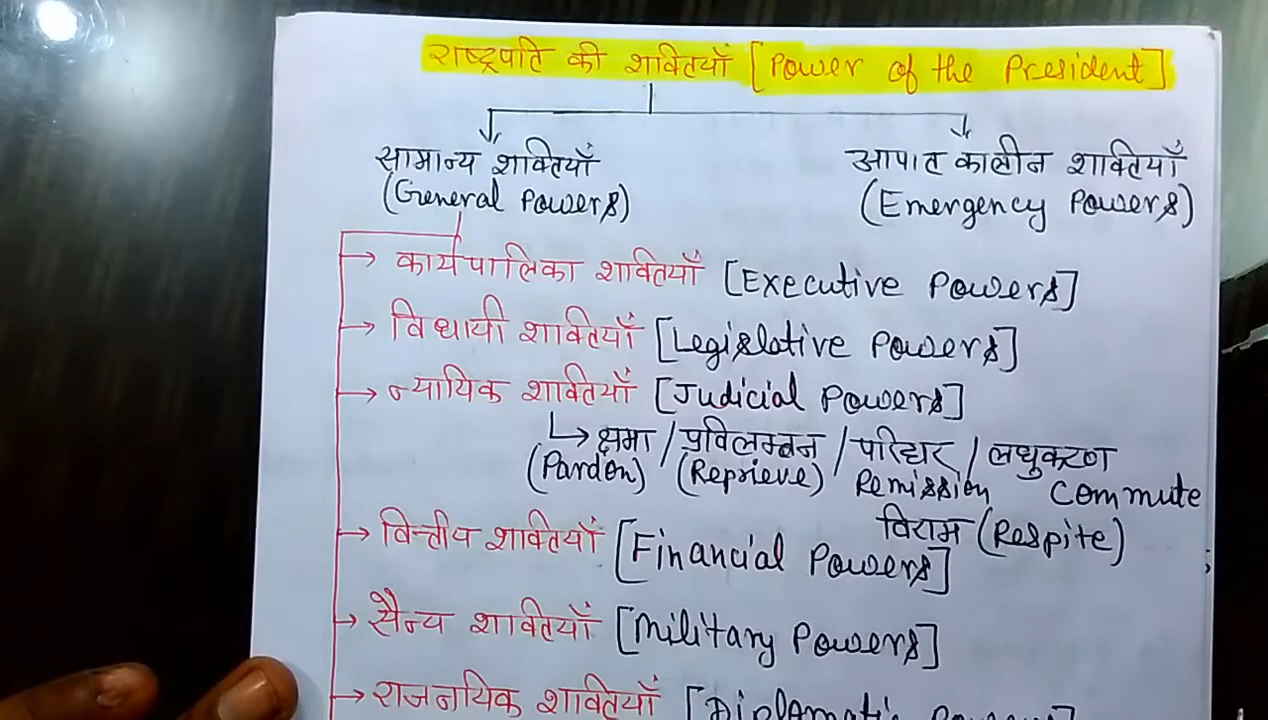 राष्ट्रपति की शक्तियाँ [Power of the President]
सामान्य शक्तियाँ
(General Powers)
आपात कालीन शक्तियाँ
(Emergency Powers)
→ कार्यपालिका शक्तियाँ [Executive Powers]
→ विधायी शक्तियाँ [Legislative Powers]
→ न्यायिक शक्तियाँ [Judicial Powers]
→ क्षमा / प्रविलम्बन / परिहार / लघुकरण
(Pardon) (Reprieve) Remission Commute
विराम (Respite)
→ वित्तीय शक्तियाँ [Financial Powers]
→ सैन्य शक्तियाँ [Military Powers]
→ राजनयिक शक्तियाँ [Diplomatic Powers]